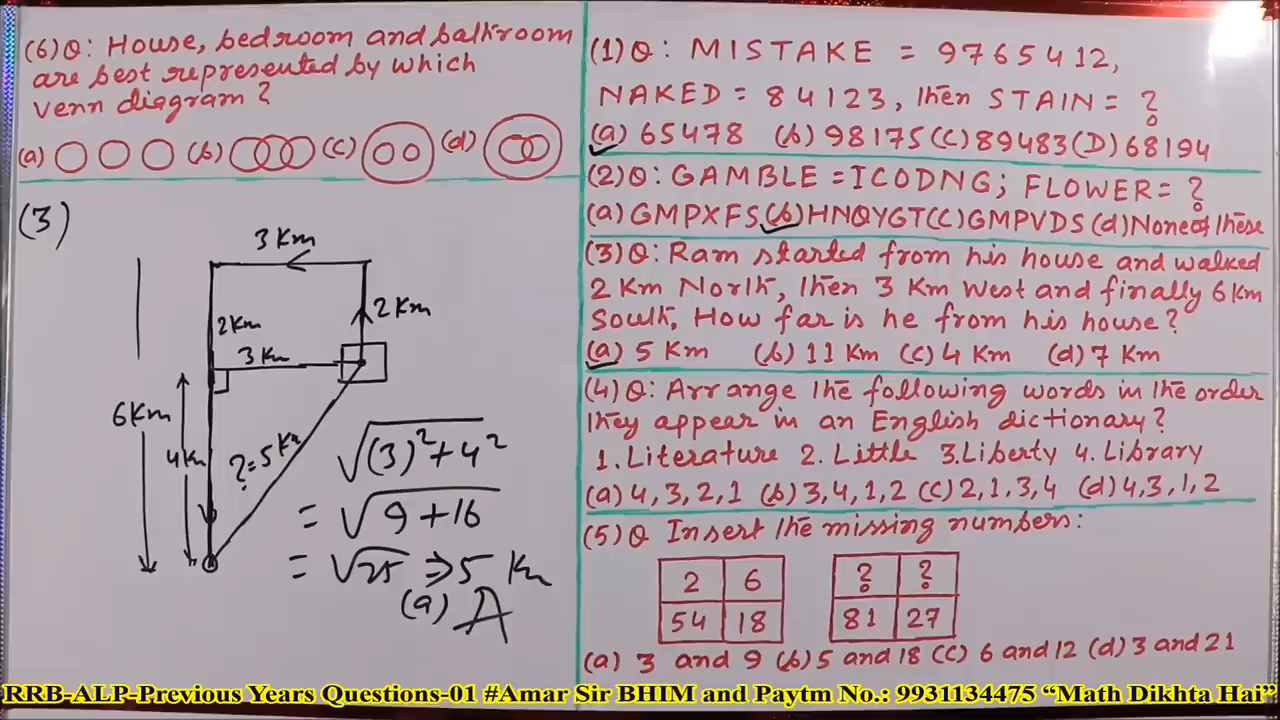 (6)Q: House, bedroom and bathroom
are best represented by which
venn diagram?
(a) (b) (c) (d)
(3)
3 Km
2 Km
2 Km
3 Km
6 Km
4 Km
?=5 Km
√(3)²+4²
= √9+16
= √25 ⇒ 5 Km
(a) A
(1)Q: MISTAKE = 9765412,
NAKED = 84123, then STAIN = ?
(a) 65478 (b) 98175 (c) 89483 (D) 68194
(2)Q: GAMBLE = ICODNG; FLOWER = ?
(a) GMPXFS (b) HNQYGT (c) GMPVDS (d) None of these
(3)Q: Ram started from his house and walked
2 Km North, then 3 Km West and finally 6 Km
South, How far is he from his house?
(a) 5 Km (b) 11 Km (c) 4 Km (d) 7 Km
(4)Q: Arrange the following words in the order
they appear in an English dictionary?
1. Literature 2. Little 3. Liberty 4. Library
(a) 4, 3, 2, 1 (b) 3, 4, 1, 2 (c) 2, 1, 3, 4 (d) 4, 3, 1, 2
(5)Q Insert the missing numbers:
2 6 ? ?
54 18 81 27
(a) 3 and 9 (b) 5 and 18 (c) 6 and 12 (d) 3 and 21
RRB-ALP-Previous Years Questions-01 #Amar Sir BHIM and Paytm No.: 9931134475 “Math Dikhta Hai”